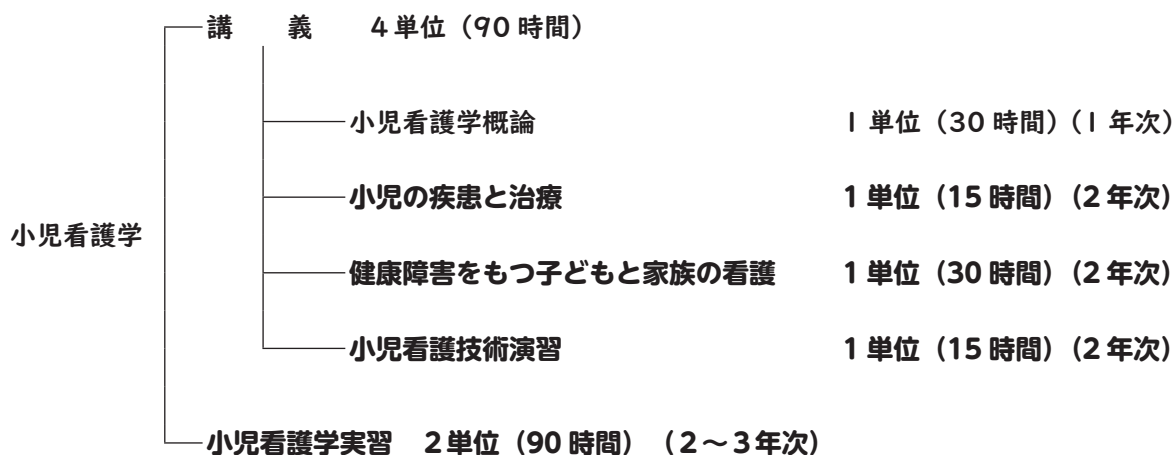 講 義 4単位（90時間）
小児看護学概論 1単位（30時間）（1年次）
小児の疾患と治療 1単位（15時間）（2年次）
小児看護学
健康障害をもつ子どもと家族の看護 1単位（30時間）（2年次）
小児看護技術演習 1単位（15時間）（2年次）
小児看護学実習 2単位（90時間）（2～3年次）